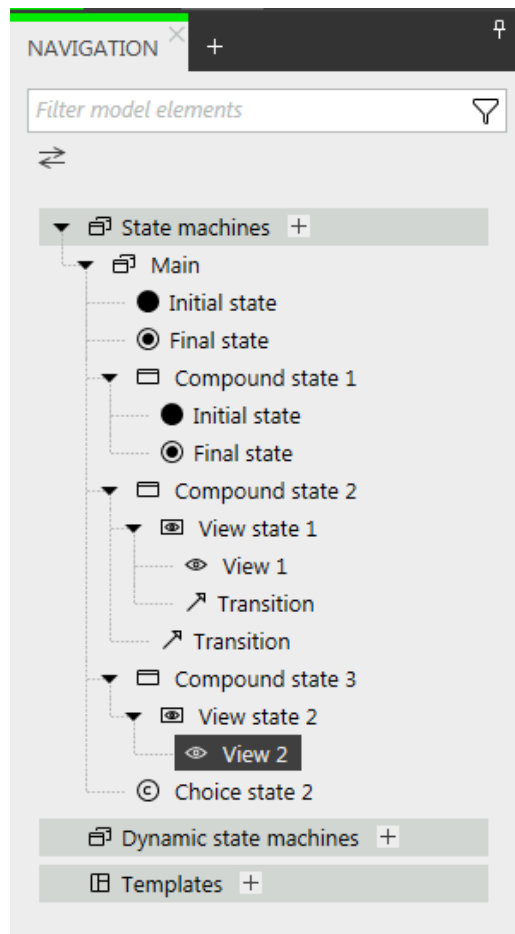 NAVIGATION
Filter model elements
State machines
Main
Initial state
Final state
Compound state 1
Initial state
Final state
Compound state 2
View state 1
View 1
Transition
Transition
Compound state 3
View state 2
View 2
Choice state 2
Dynamic state machines
Templates